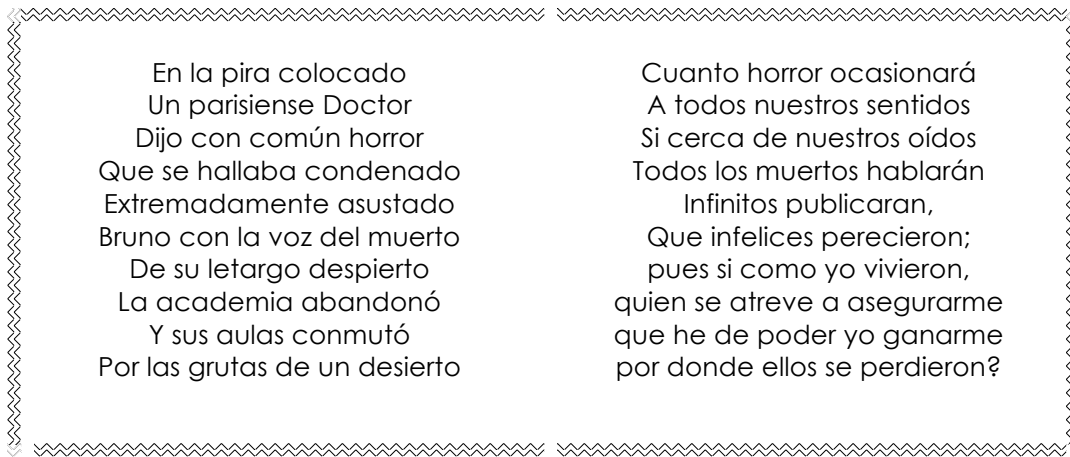 En la pira colocado
Un parisiense Doctor
Dijo con común horror
Que se hallaba condenado
Extremadamente asustado
Bruno con la voz del muerto
De su letargo despierto
La academia abandonó
Y sus aulas conmutó
Por las grutas de un desierto
Cuanto horror ocasionará
A todos nuestros sentidos
Si cerca de nuestros oídos
Todos los muertos hablarán
Infinitos publicaran,
Que infelices perecieron;
pues si como yo vivieron,
quien se atreve a asegurarme
que he de poder yo ganarme
por donde ellos se perdieron?